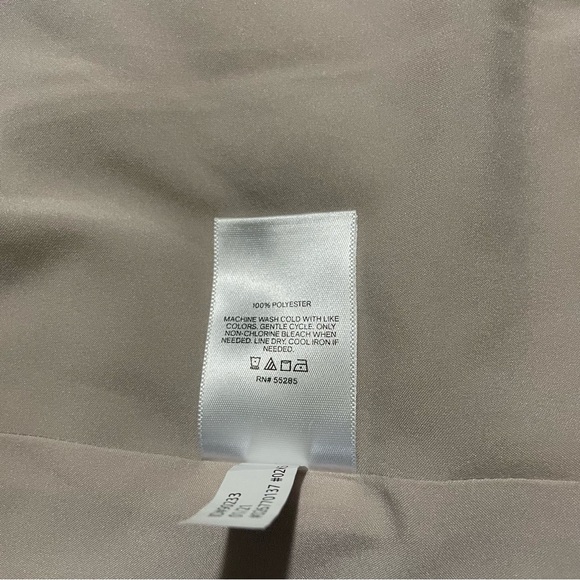 100% POLYESTER
MACHINE WASH COLD WITH LIKE
COLORS. GENTLE CYCLE. ONLY
NON-CHLORINE BLEACH WHEN
NEEDED. LINE DRY. COOL IRON IF
NEEDED.
RN# 55285
01121